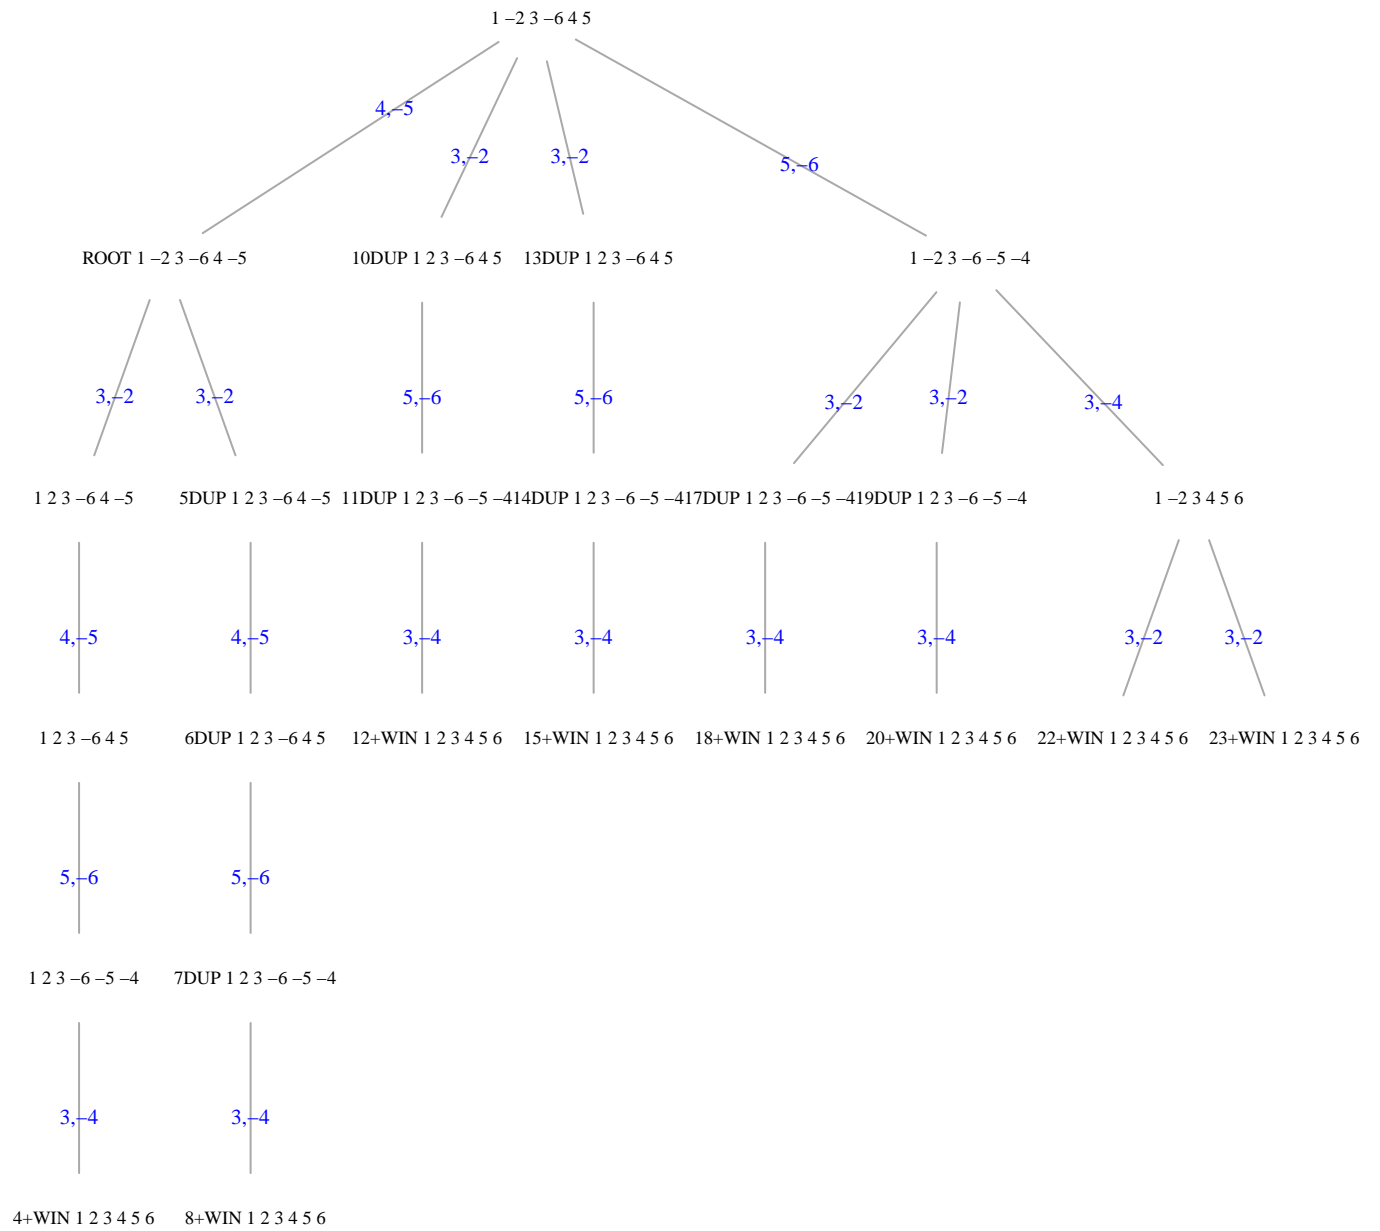 1 –2 3 –6 4 5
4,–5
3,–2
3,–2
5,–6
ROOT 1 –2 3 –6 4 –5
10DUP 1 2 3 –6 4 5
13DUP 1 2 3 –6 4 5
1 –2 3 –6 –5 –4
3,–2
3,–2
5,–6
5,–6
3,–2
3,–2
3,–4
1 2 3 –6 4 –5
5DUP 1 2 3 –6 4 –5
11DUP 1 2 3 –6 –5 –4
14DUP 1 2 3 –6 –5 –4
17DUP 1 2 3 –6 –5 –4
19DUP 1 2 3 –6 –5 –4
1 –2 3 4 5 6
4,–5
4,–5
3,–4
3,–4
3,–4
3,–4
3,–2
3,–2
1 2 3 –6 4 5
6DUP 1 2 3 –6 4 5
12+WIN 1 2 3 4 5 6
15+WIN 1 2 3 4 5 6
18+WIN 1 2 3 4 5 6
20+WIN 1 2 3 4 5 6
22+WIN 1 2 3 4 5 6
23+WIN 1 2 3 4 5 6
5,–6
5,–6
1 2 3 –6 –5 –4
7DUP 1 2 3 –6 –5 –4
3,–4
3,–4
4+WIN 1 2 3 4 5 6
8+WIN 1 2 3 4 5 6